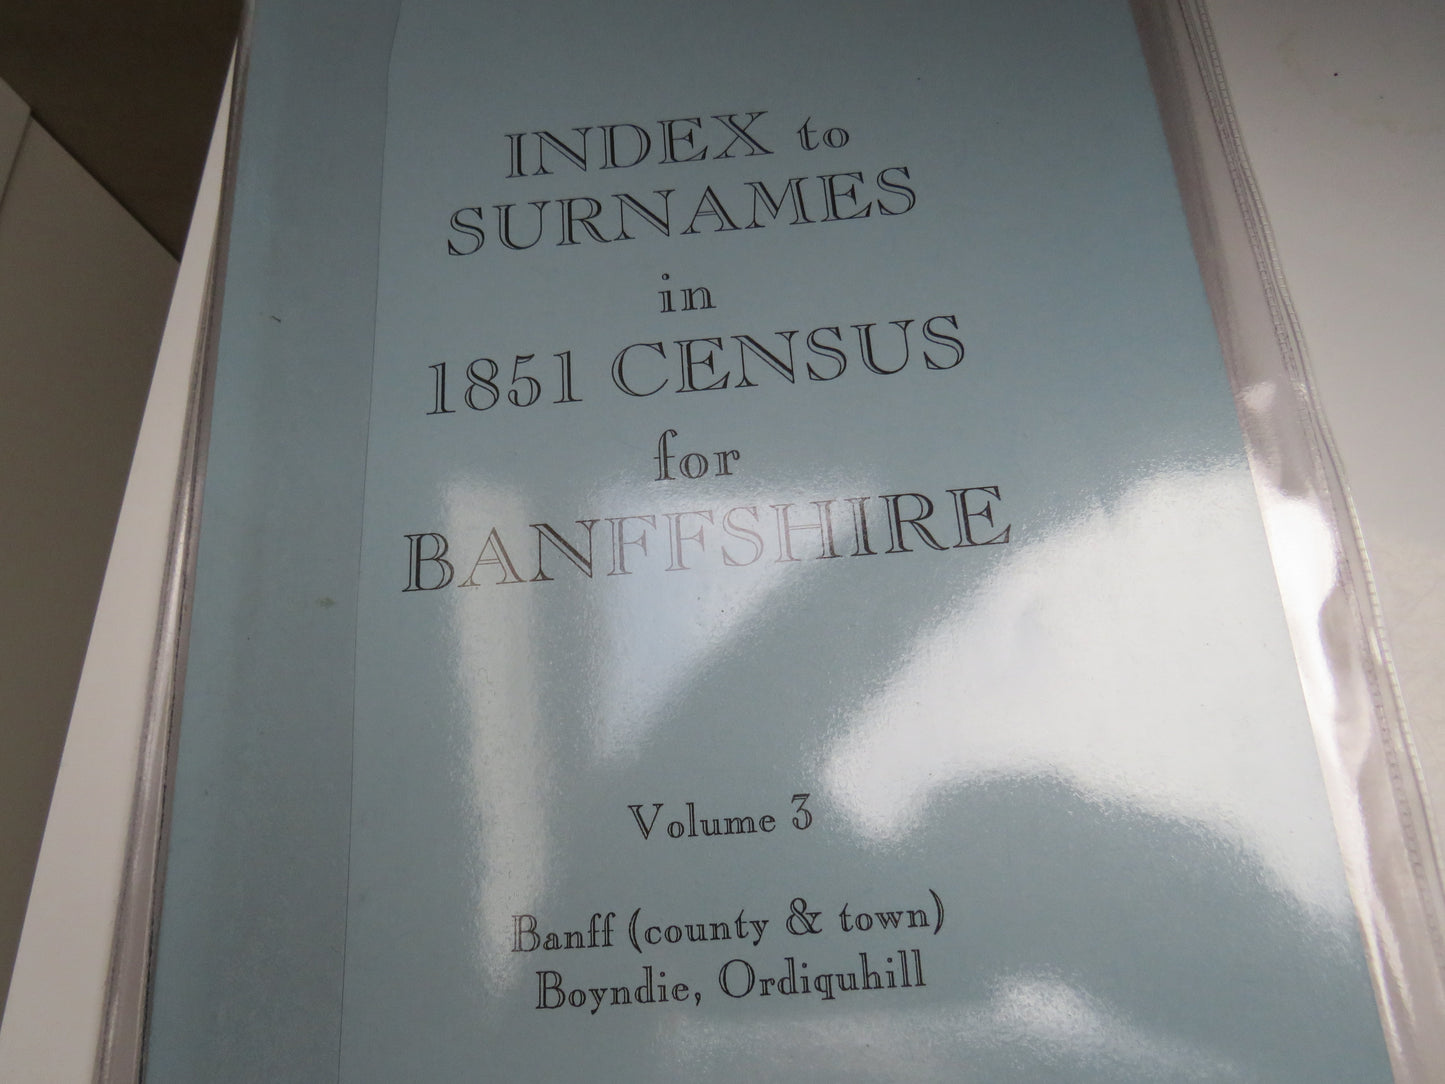 INDEX to
SURNAMES
in
1851 CENSUS
for
BANFFSHIRE
Volume 3
Banff (county & town)
Boyndie, Ordiquhill